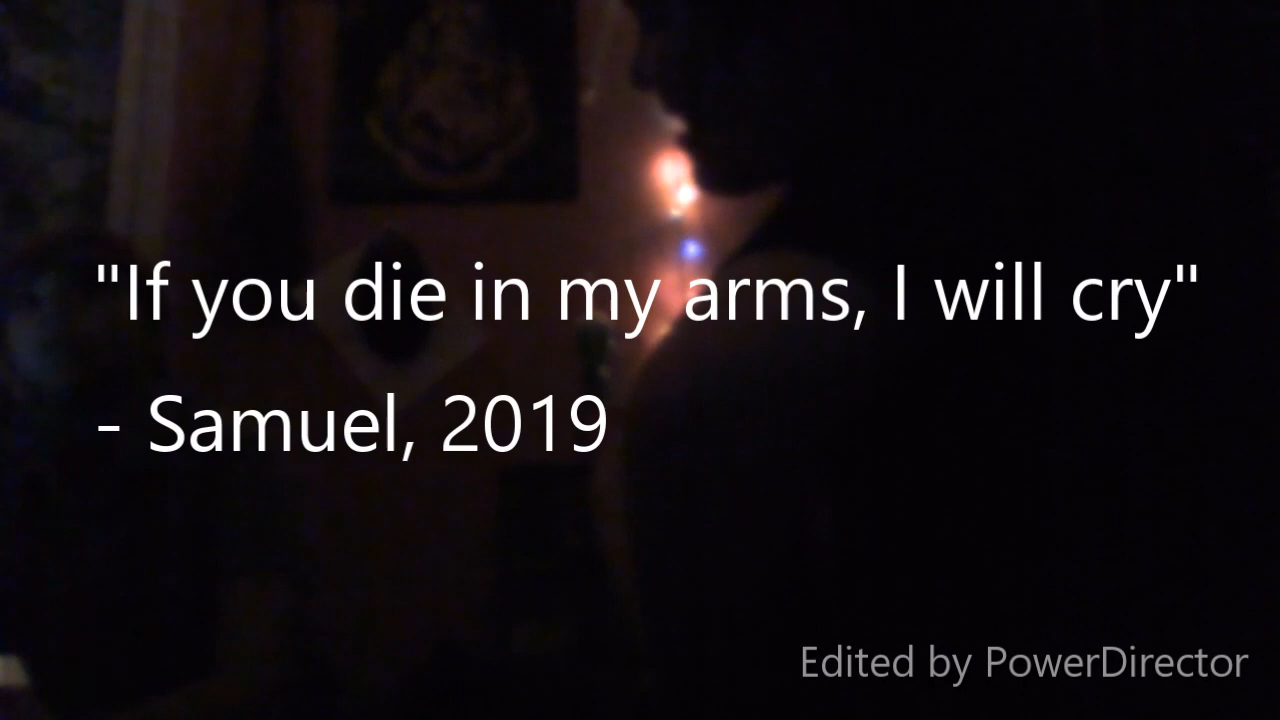 "If you die in my arms, I will cry"
- Samuel, 2019
Edited by PowerDirector